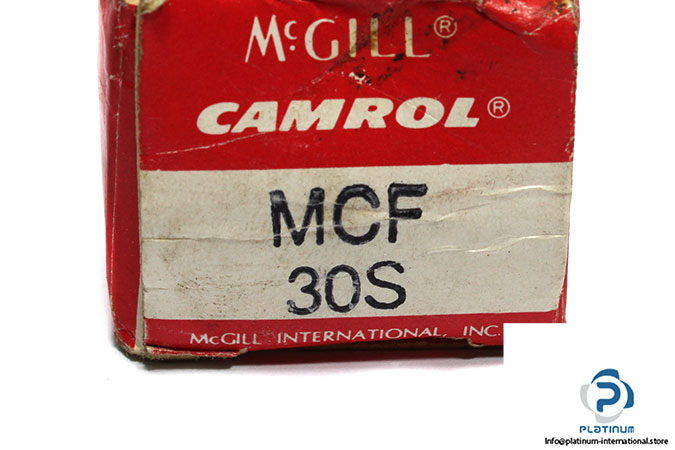 McGILL®
CAMROL®
MCF
30S
McGILL INTERNATIONAL, INC.
PLATINUM
Info@platinum-international.store